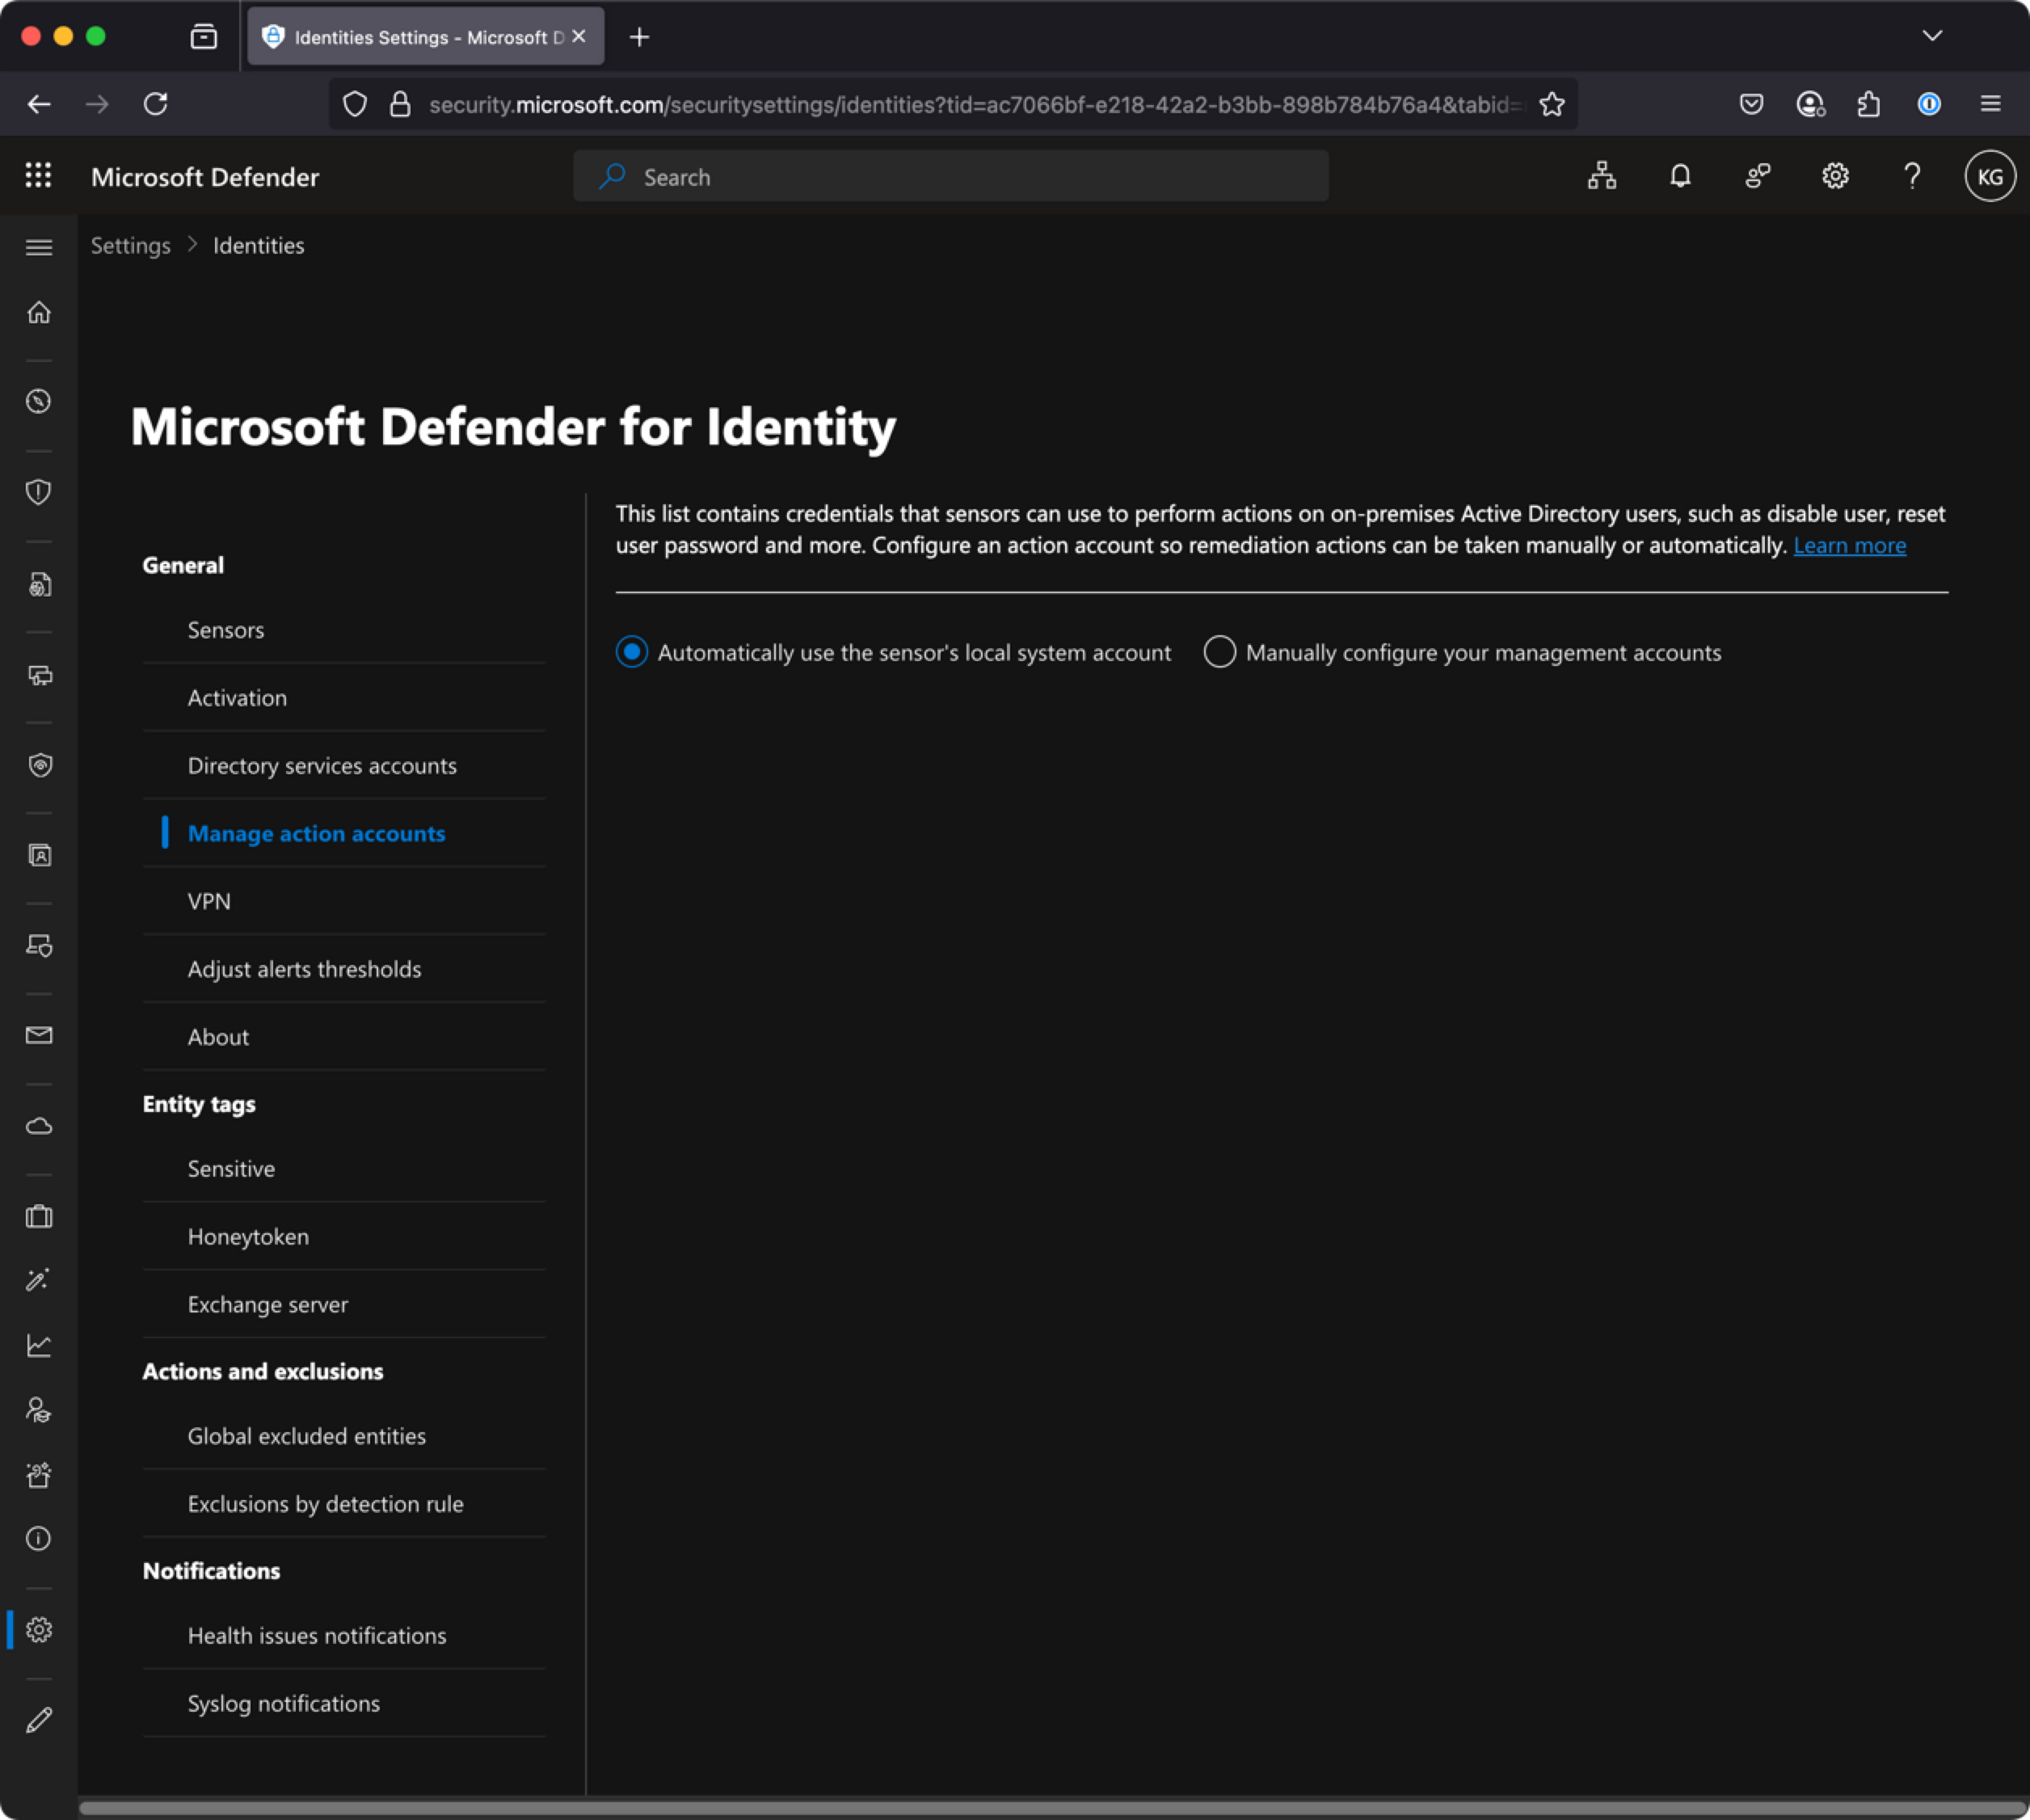 Identities Settings - Microsoft D
security.microsoft.com/securitysettings/identities?tid=ac7066bf-e218-42a2-b3bb-898b784b76a4&tabid=
Microsoft Defender
Search
KG
Settings > Identities
Microsoft Defender for Identity
General
Sensors
Activation
Directory services accounts
Manage action accounts
VPN
Adjust alerts thresholds
About
Entity tags
Sensitive
Honeytoken
Exchange server
Actions and exclusions
Global excluded entities
Exclusions by detection rule
Notifications
Health issues notifications
Syslog notifications
This list contains credentials that sensors can use to perform actions on on-premises Active Directory users, such as disable user, reset
user password and more. Configure an action account so remediation actions can be taken manually or automatically. Learn more
Automatically use the sensor's local system account
Manually configure your management accounts